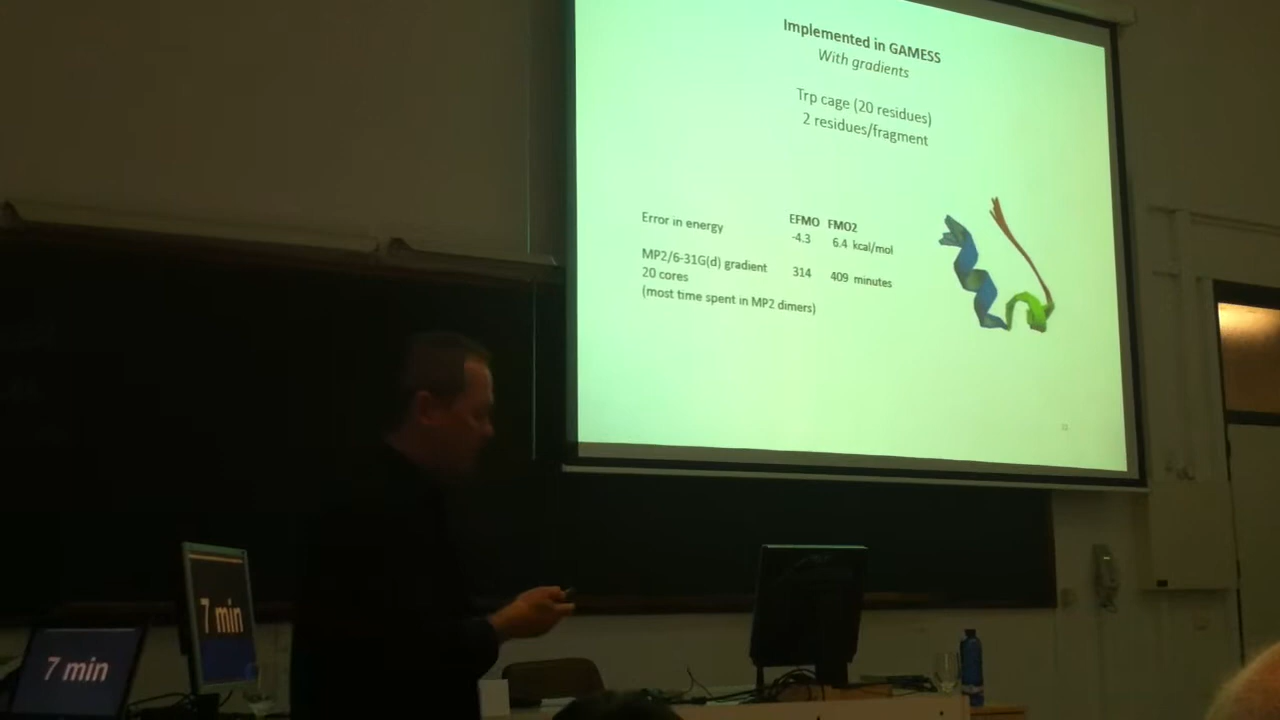 Implemented in GAMESS
With gradients
Trp cage (20 residues)
2 residues/fragment
EFMO FMO2
Error in energy -4.3 6.4 kcal/mol
MP2/6-31G(d) gradient 314 409 minutes
20 cores
(most time spent in MP2 dimers)
7 min
7 min